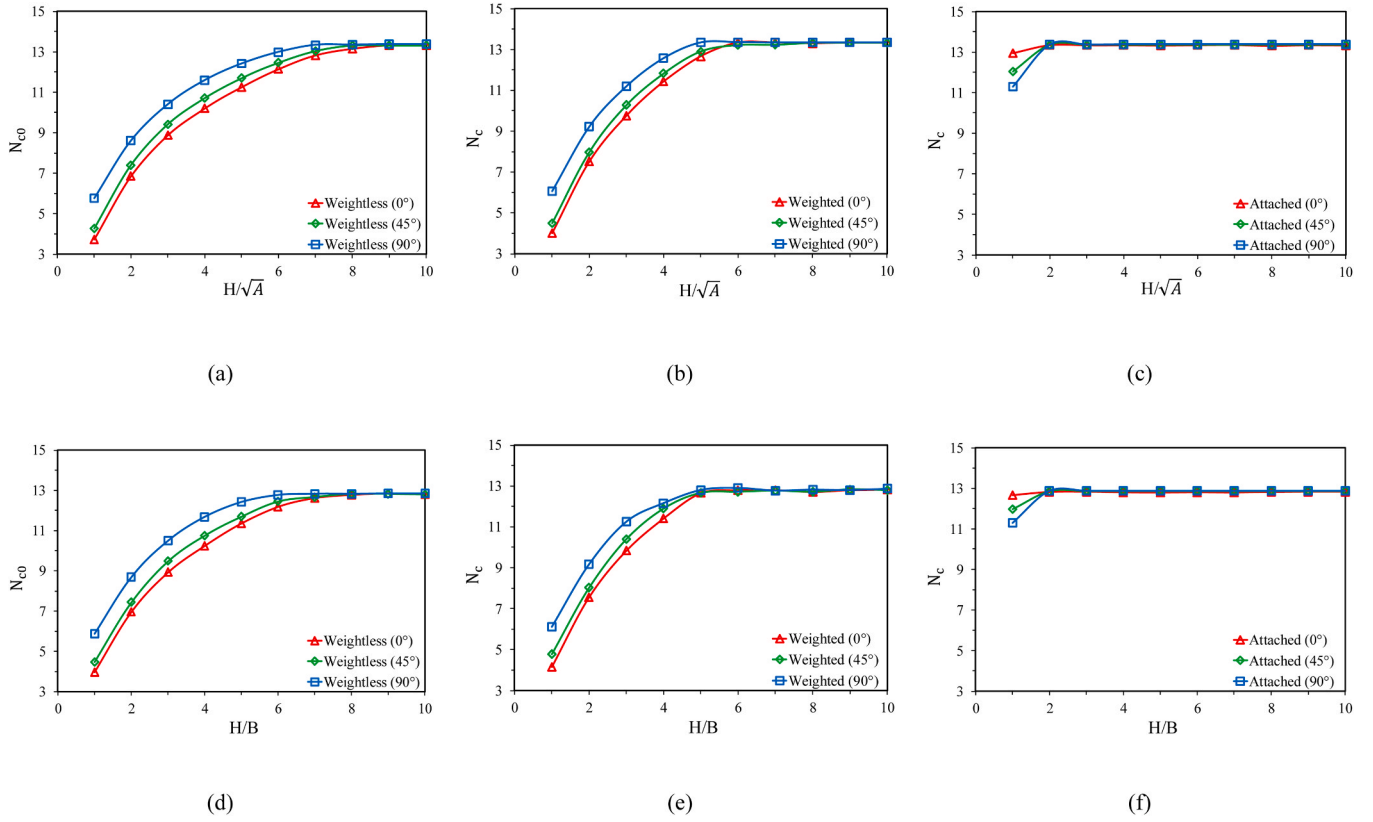 15
13
11
9
7
5
3
N_c0
Weightless (0°)
Weightless (45°)
Weightless (90°)
0 2 4 6 8 10
H/√A
(a)
15
13
11
9
7
5
3
N_c
Weighted (0°)
Weighted (45°)
Weighted (90°)
0 2 4 6 8 10
H/√A
(b)
15
13
11
9
7
5
3
N_c
Attached (0°)
Attached (45°)
Attached (90°)
0 2 4 6 8 10
H/√A
(c)
15
13
11
9
7
5
3
N_c0
Weightless (0°)
Weightless (45°)
Weightless (90°)
0 2 4 6 8 10
H/B
(d)
15
13
11
9
7
5
3
N_c
Weighted (0°)
Weighted (45°)
Weighted (90°)
0 2 4 6 8 10
H/B
(e)
15
13
11
9
7
5
3
N_c
Attached (0°)
Attached (45°)
Attached (90°)
0 2 4 6 8 10
H/B
(f)